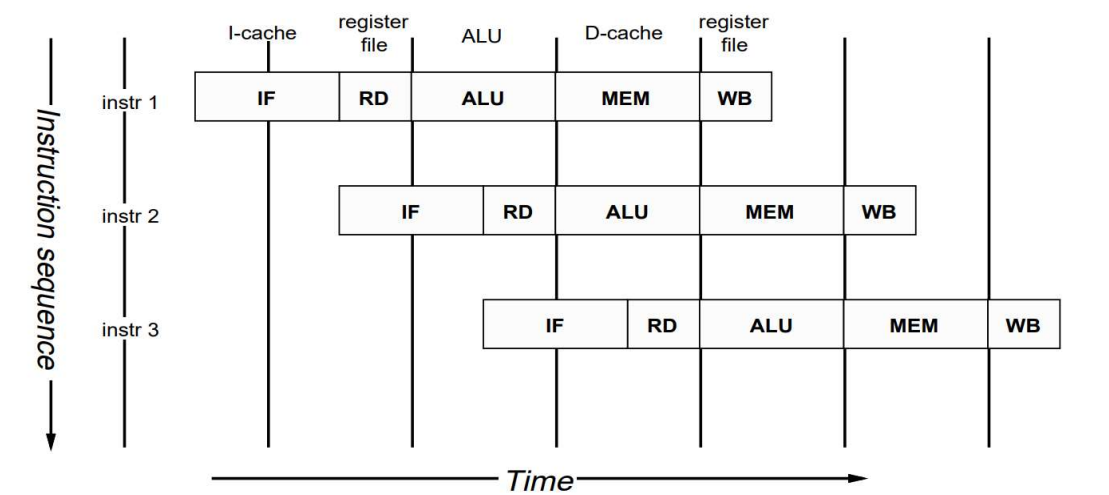 I-cache
register
file
ALU
D-cache
register
file
instr 1
IF
RD
ALU
MEM
WB
instr 2
IF
RD
ALU
MEM
WB
instr 3
IF
RD
ALU
MEM
WB
Instruction sequence
Time